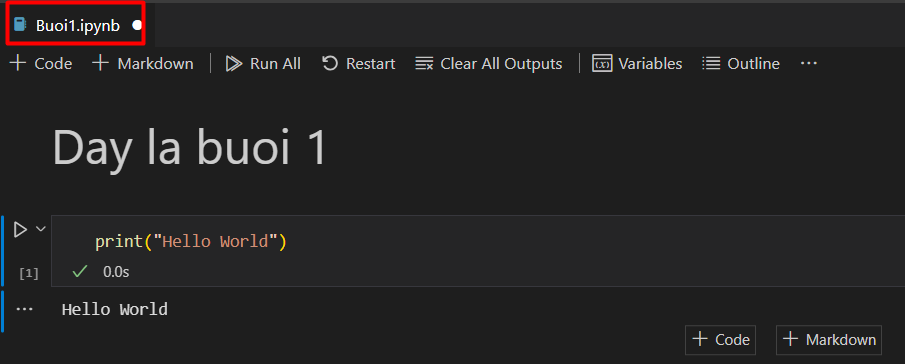 Buoi1.ipynb
Code Markdown Run All Restart Clear All Outputs (x) Variables Outline ...
Day la buoi 1
print("Hello World")
[1] 0.0s
... Hello World
Code Markdown